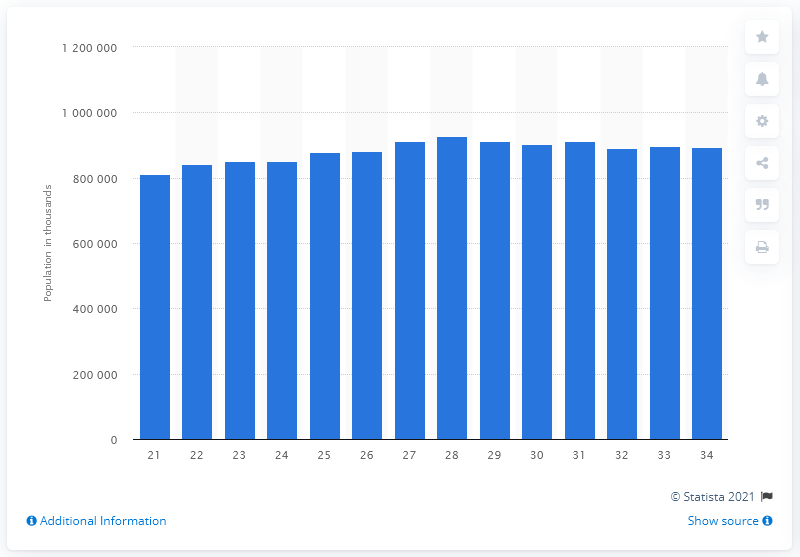 1 200 000
1 000 000
800 000
600 000
400 000
200 000
0
Population in thousands
21 22 23 24 25 26 27 28 29 30 31 32 33 34
© Statista 2021
Additional Information Show source